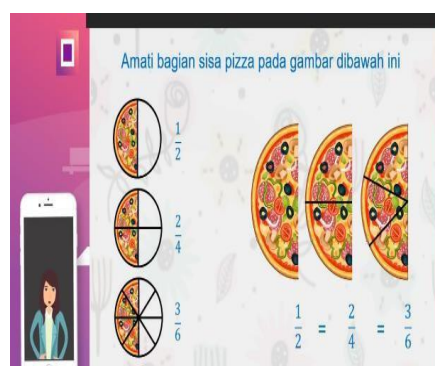 Amati bagian sisa pizza pada gambar dibawah ini
1/2
2/4
3/6
1/2 = 2/4 = 3/6